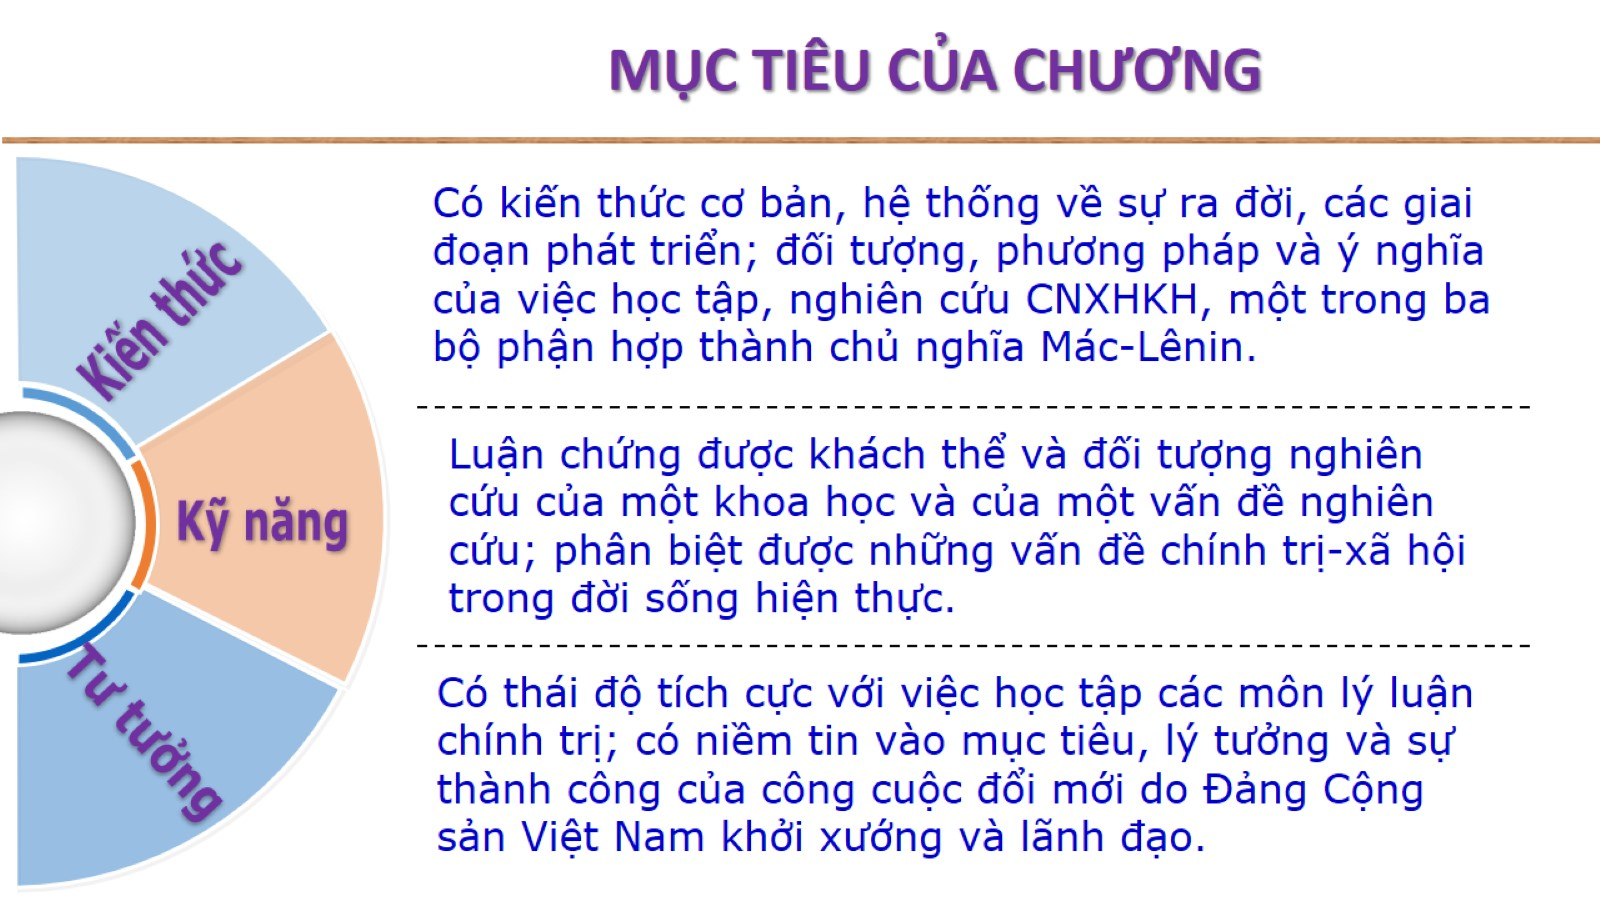 MỤC TIÊU CỦA CHƯƠNG
Kiến thức
Có kiến thức cơ bản, hệ thống về sự ra đời, các giai
đoạn phát triển; đối tượng, phương pháp và ý nghĩa
của việc học tập, nghiên cứu CNXHKH, một trong ba
bộ phận hợp thành chủ nghĩa Mác-Lênin.
Kỹ năng
Luận chứng được khách thể và đối tượng nghiên
cứu của một khoa học và của một vấn đề nghiên
cứu; phân biệt được những vấn đề chính trị-xã hội
trong đời sống hiện thực.
Tư tưởng
Có thái độ tích cực với việc học tập các môn lý luận
chính trị; có niềm tin vào mục tiêu, lý tưởng và sự
thành công của công cuộc đổi mới do Đảng Cộng
sản Việt Nam khởi xướng và lãnh đạo.